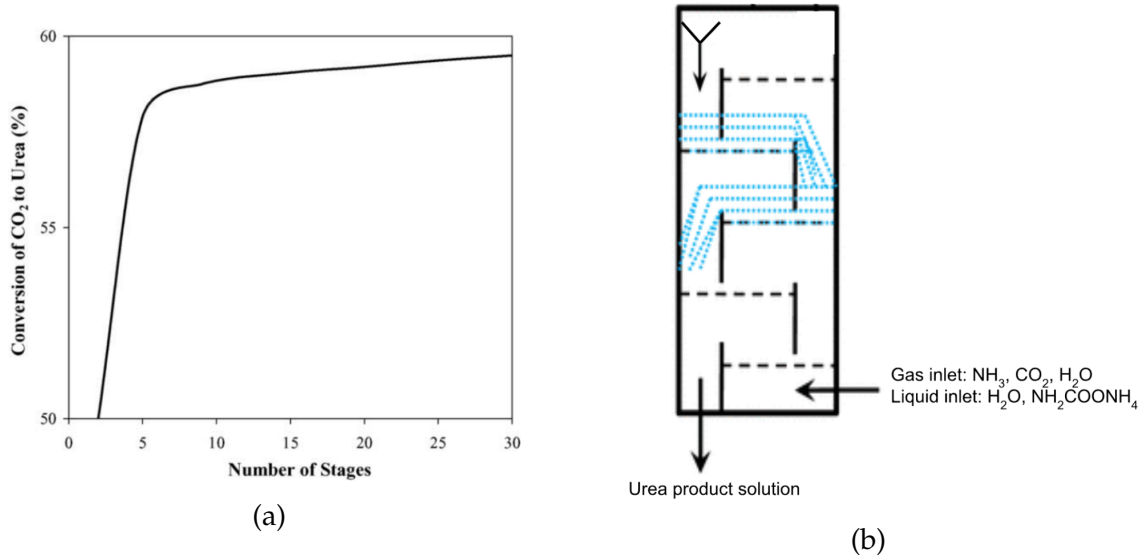 60
55
50
Conversion of CO₂ to Urea (%)
0 5 10 15 20 25 30
Number of Stages
(a)
Gas inlet: NH₃, CO₂, H₂O
Liquid inlet: H₂O, NH₂COONH₄
Urea product solution
(b)